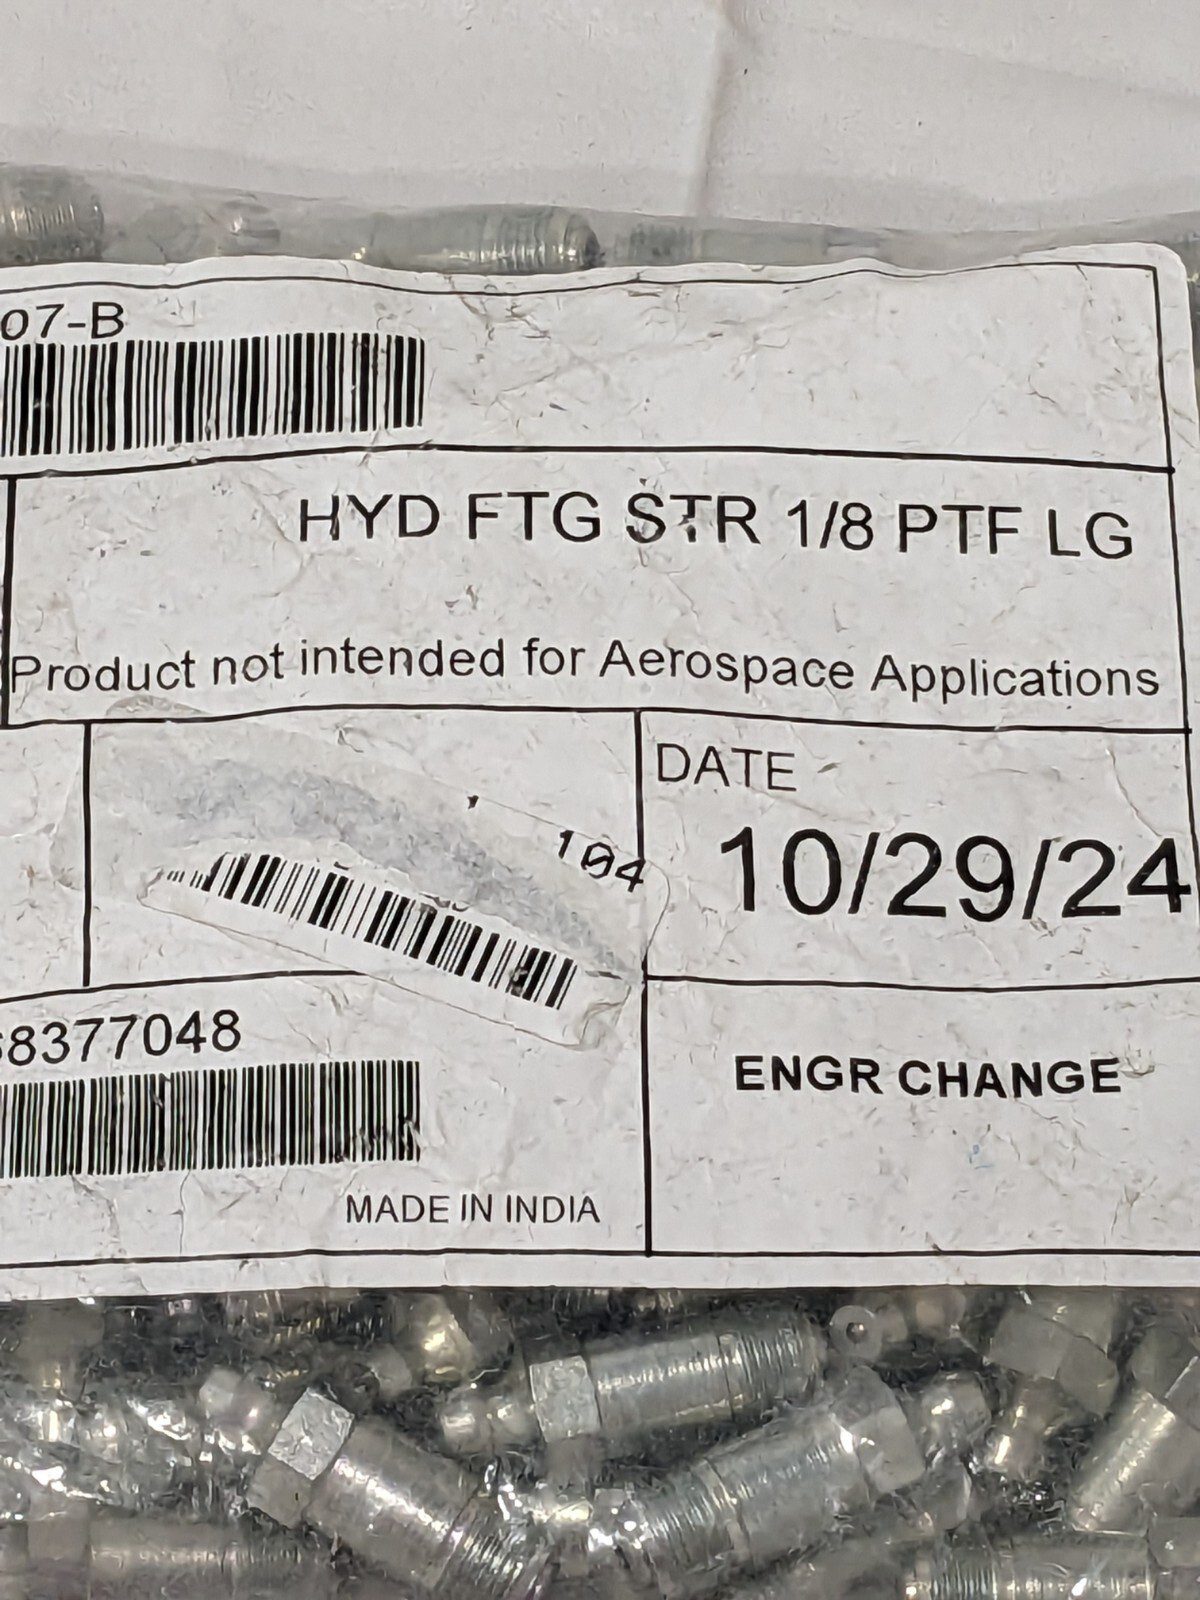 07-B
HYD FTG STR 1/8 PTF LG
Product not intended for Aerospace Applications
104
DATE
10/29/24
8377048
ENGR CHANGE
MADE IN INDIA